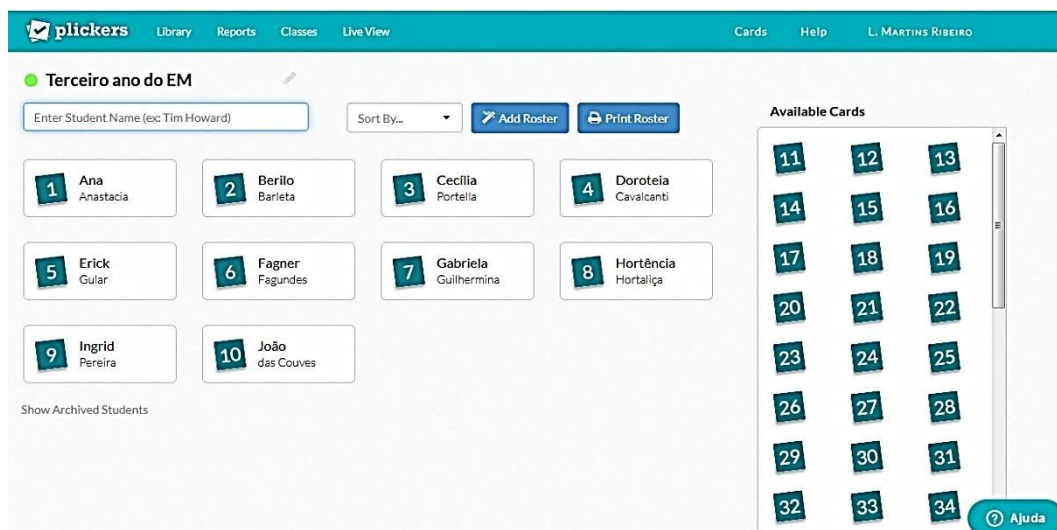 plickers Library Reports Classes Live View Cards Help L. MARTINS RIBEIRO
Terceiro ano do EM
Enter Student Name (ex: Tim Howard) Sort By... Add Roster Print Roster
Available Cards
1 Ana Anastacia
2 Berilo Barleta
3 Cecília Portella
4 Doroteia Cavalcanti
5 Erick Gular
6 Fagner Fagundes
7 Gabriela Guilhermina
8 Hortência Hortaliça
9 Ingrid Pereira
10 João das Couves
Show Archived Students
11 12 13
14 15 16
17 18 19
20 21 22
23 24 25
26 27 28
29 30 31
32 33 34
Ajuda